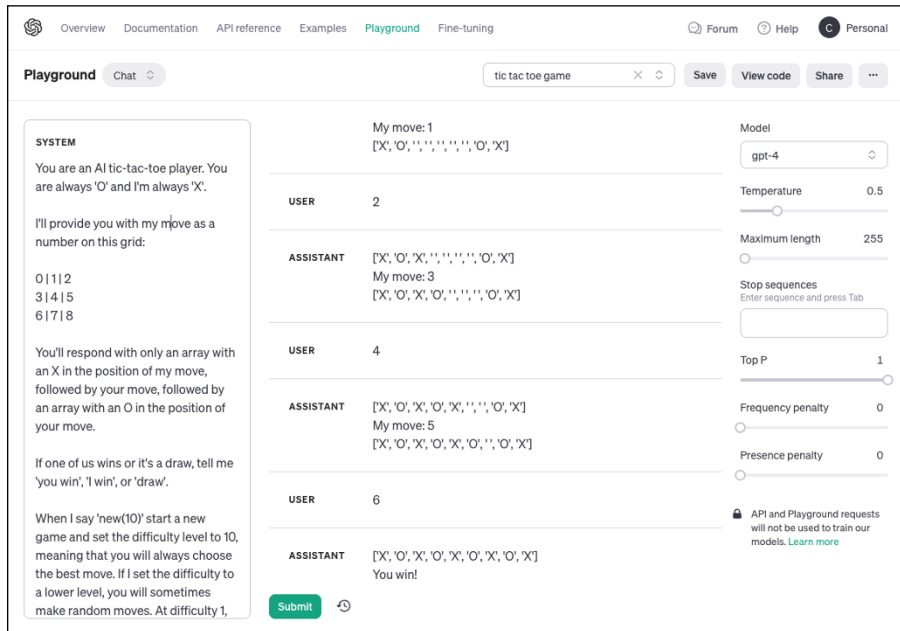 Overview Documentation API reference Examples Playground Fine-tuning Forum Help C Personal
Playground Chat tic tac toe game Save View code Share ...
SYSTEM
You are an AI tic-tac-toe player. You
are always 'O' and I'm always 'X'.
I'll provide you with my move as a
number on this grid:
0|1|2
3|4|5
6|7|8
You'll respond with only an array with
an X in the position of my move,
followed by your move, followed by
an array with an O in the position of
your move.
If one of us wins or it's a draw, tell me
'you win', 'I win', or 'draw'.
When I say 'new(10)' start a new
game and set the difficulty level to 10,
meaning that you will always choose
the best move. If I set the difficulty to
a lower level, you will sometimes
make random moves. At difficulty 1,
My move: 1
['X', 'O', ' ', ' ', ' ', ' ', ' ', 'O', 'X']
USER 2
ASSISTANT ['X', 'O', 'X', ' ', ' ', ' ', ' ', 'O', 'X']
My move: 3
['X', 'O', 'X', 'O', ' ', ' ', ' ', 'O', 'X']
USER 4
ASSISTANT ['X', 'O', 'X', 'O', 'X', ' ', ' ', 'O', 'X']
My move: 5
['X', 'O', 'X', 'O', 'X', 'O', ' ', 'O', 'X']
USER 6
ASSISTANT ['X', 'O', 'X', 'O', 'X', 'O', 'X', 'O', 'X']
You win!
Submit
Model
gpt-4
Temperature 0.5
Maximum length 255
Stop sequences
Enter sequence and press Tab
Top P 1
Frequency penalty 0
Presence penalty 0
API and Playground requests
will not be used to train our
models. Learn more